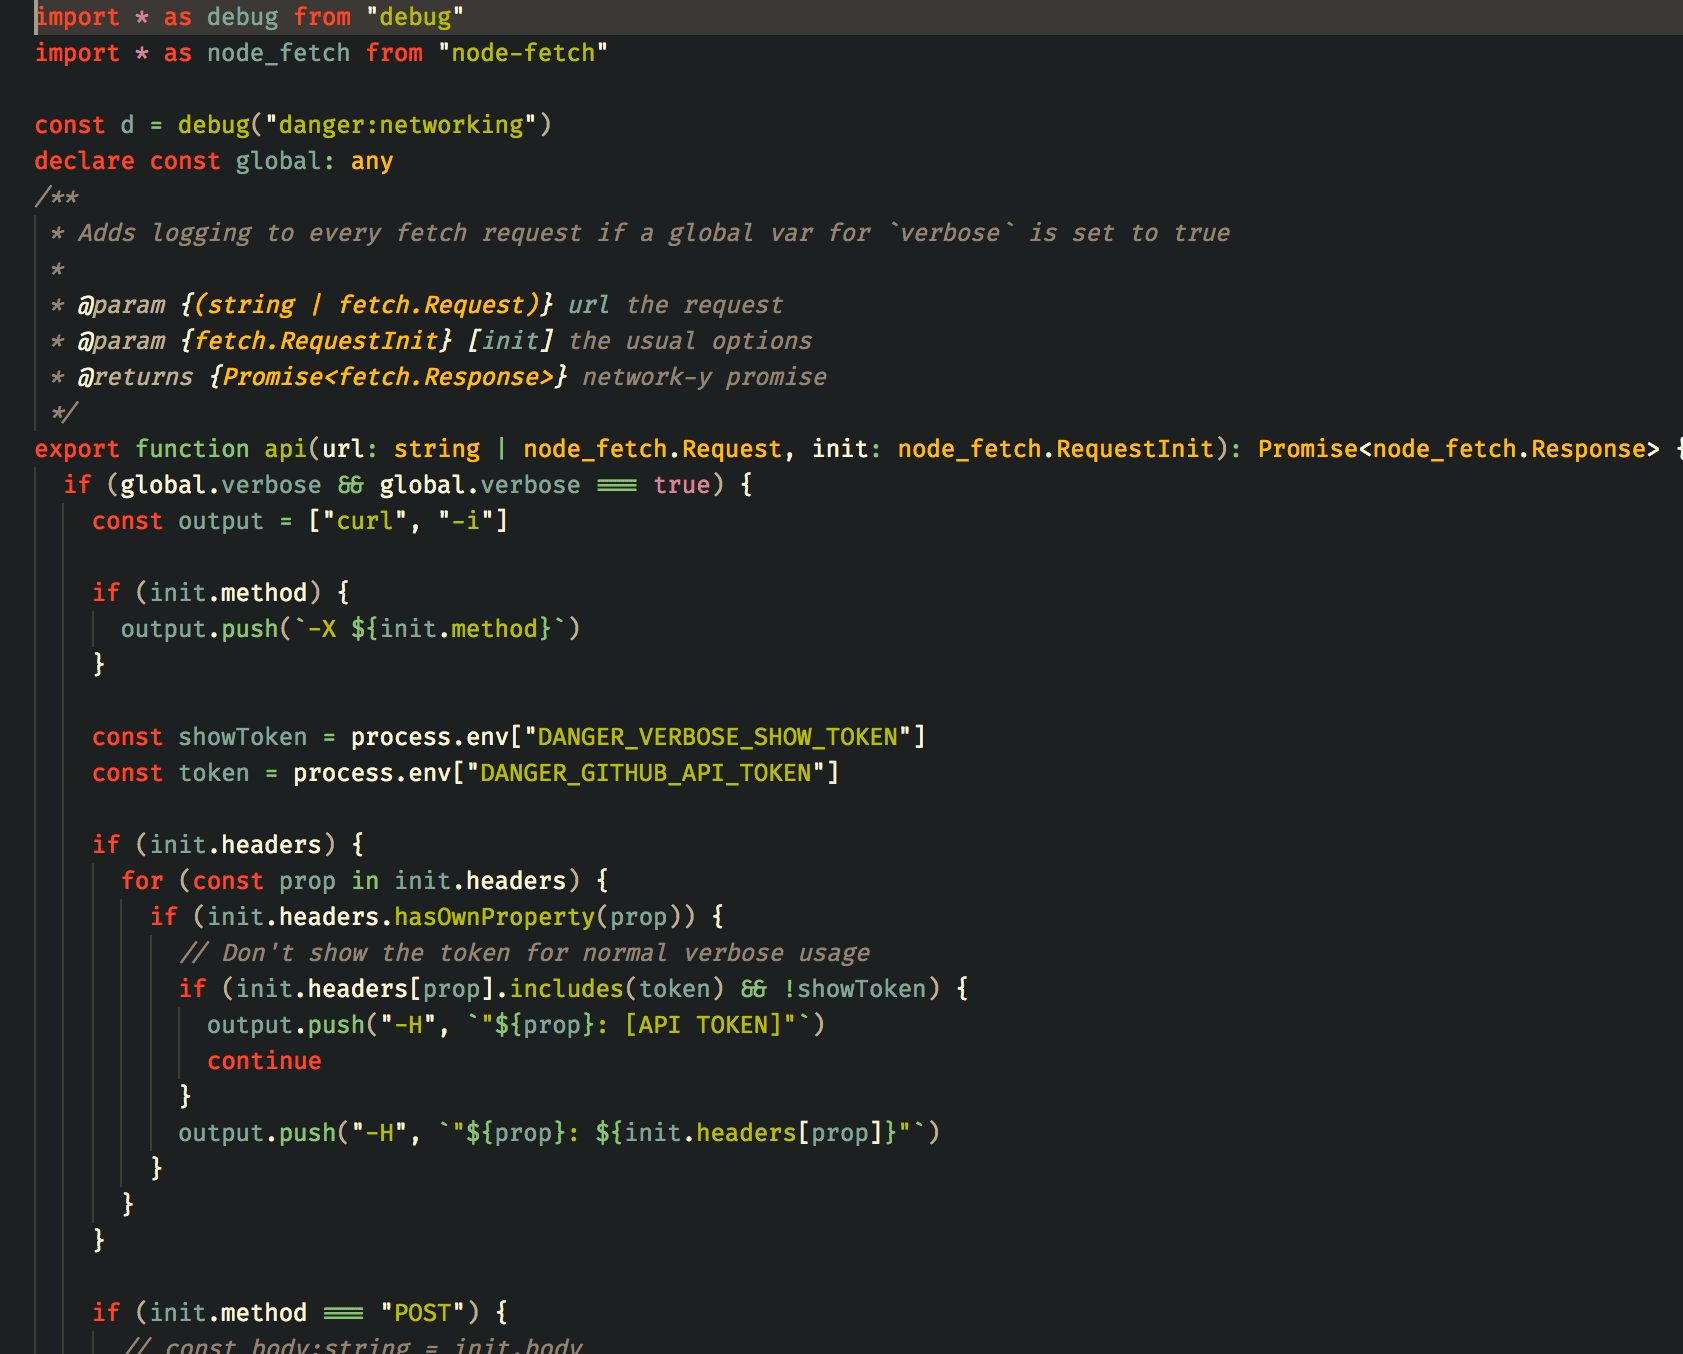 import * as debug from "debug"
import * as node_fetch from "node-fetch"
const d = debug("danger:networking")
declare const global: any
/**
* Adds logging to every fetch request if a global var for `verbose` is set to true
*
* @param {(string | fetch.Request)} url the request
* @param {fetch.RequestInit} [init] the usual options
* @returns {Promise<fetch.Response>} network-y promise
*/
export function api(url: string | node_fetch.Request, init: node_fetch.RequestInit): Promise<node_fetch.Response> {
if (global.verbose && global.verbose === true) {
const output = ["curl", "-i"]
if (init.method) {
output.push(`-X ${init.method}`)
}
const showToken = process.env["DANGER_VERBOSE_SHOW_TOKEN"]
const token = process.env["DANGER_GITHUB_API_TOKEN"]
if (init.headers) {
for (const prop in init.headers) {
if (init.headers.hasOwnProperty(prop)) {
// Don't show the token for normal verbose usage
if (init.headers[prop].includes(token) && !showToken) {
output.push("-H", `"${prop}: [API TOKEN]"`)
continue
}
output.push("-H", `"${prop}: ${init.headers[prop]}"`)
}
}
}
if (init.method === "POST") {
// const body:string = init.body